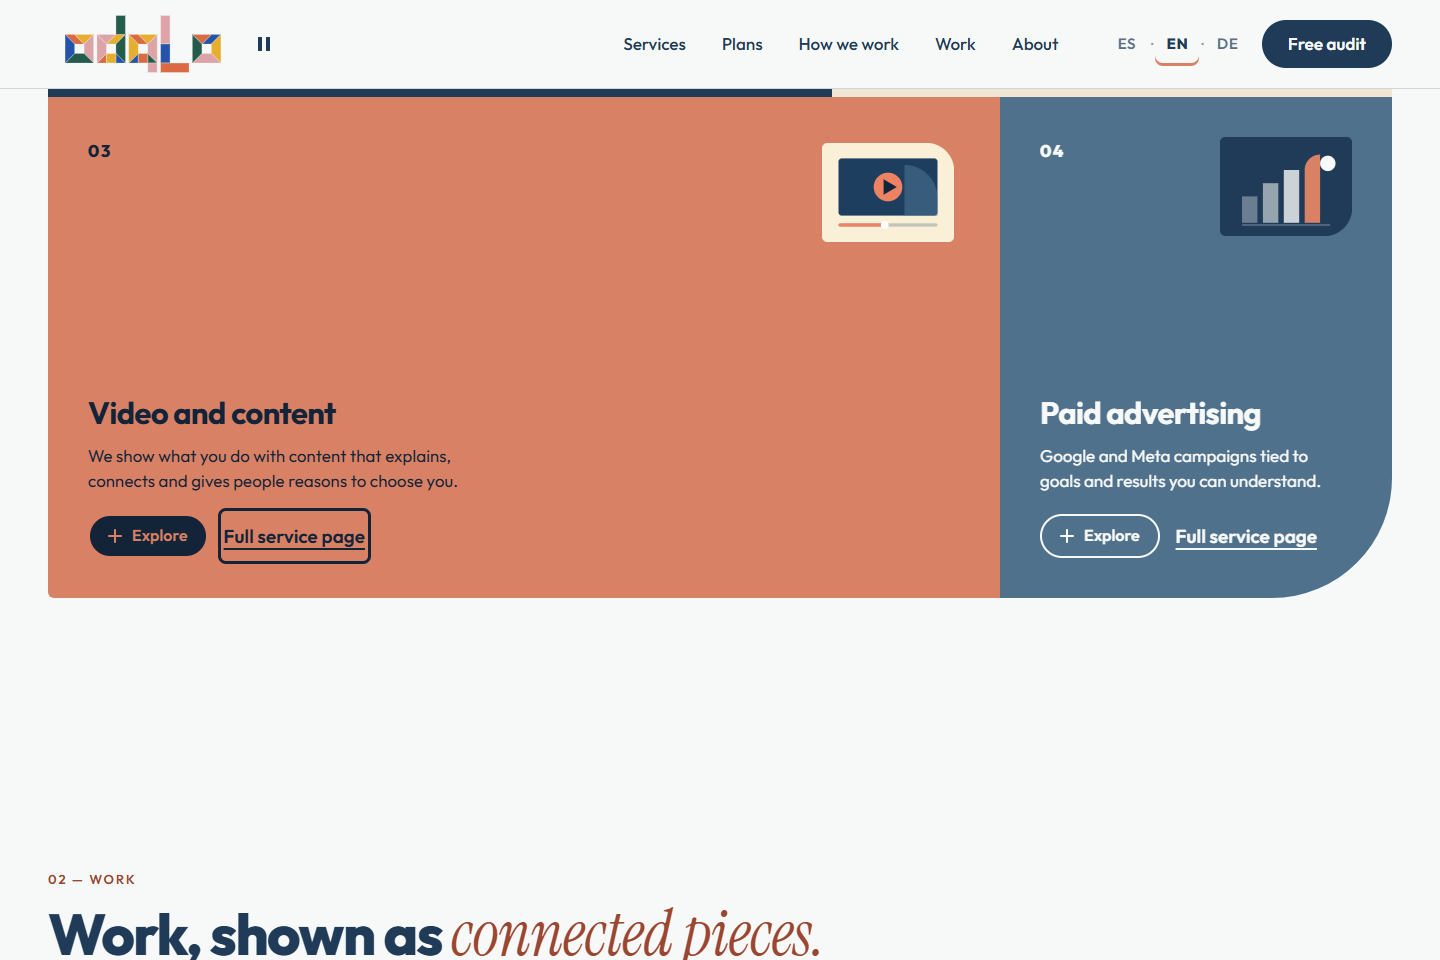 odaLo
Services
Plans
How we work
Work
About
ES · EN · DE
Free audit
03
Video and content
We show what you do with content that explains,
connects and gives people reasons to choose you.
Explore
Full service page
04
Paid advertising
Google and Meta campaigns tied to
goals and results you can understand.
Explore
Full service page
02 — WORK
Work, shown as connected pieces.